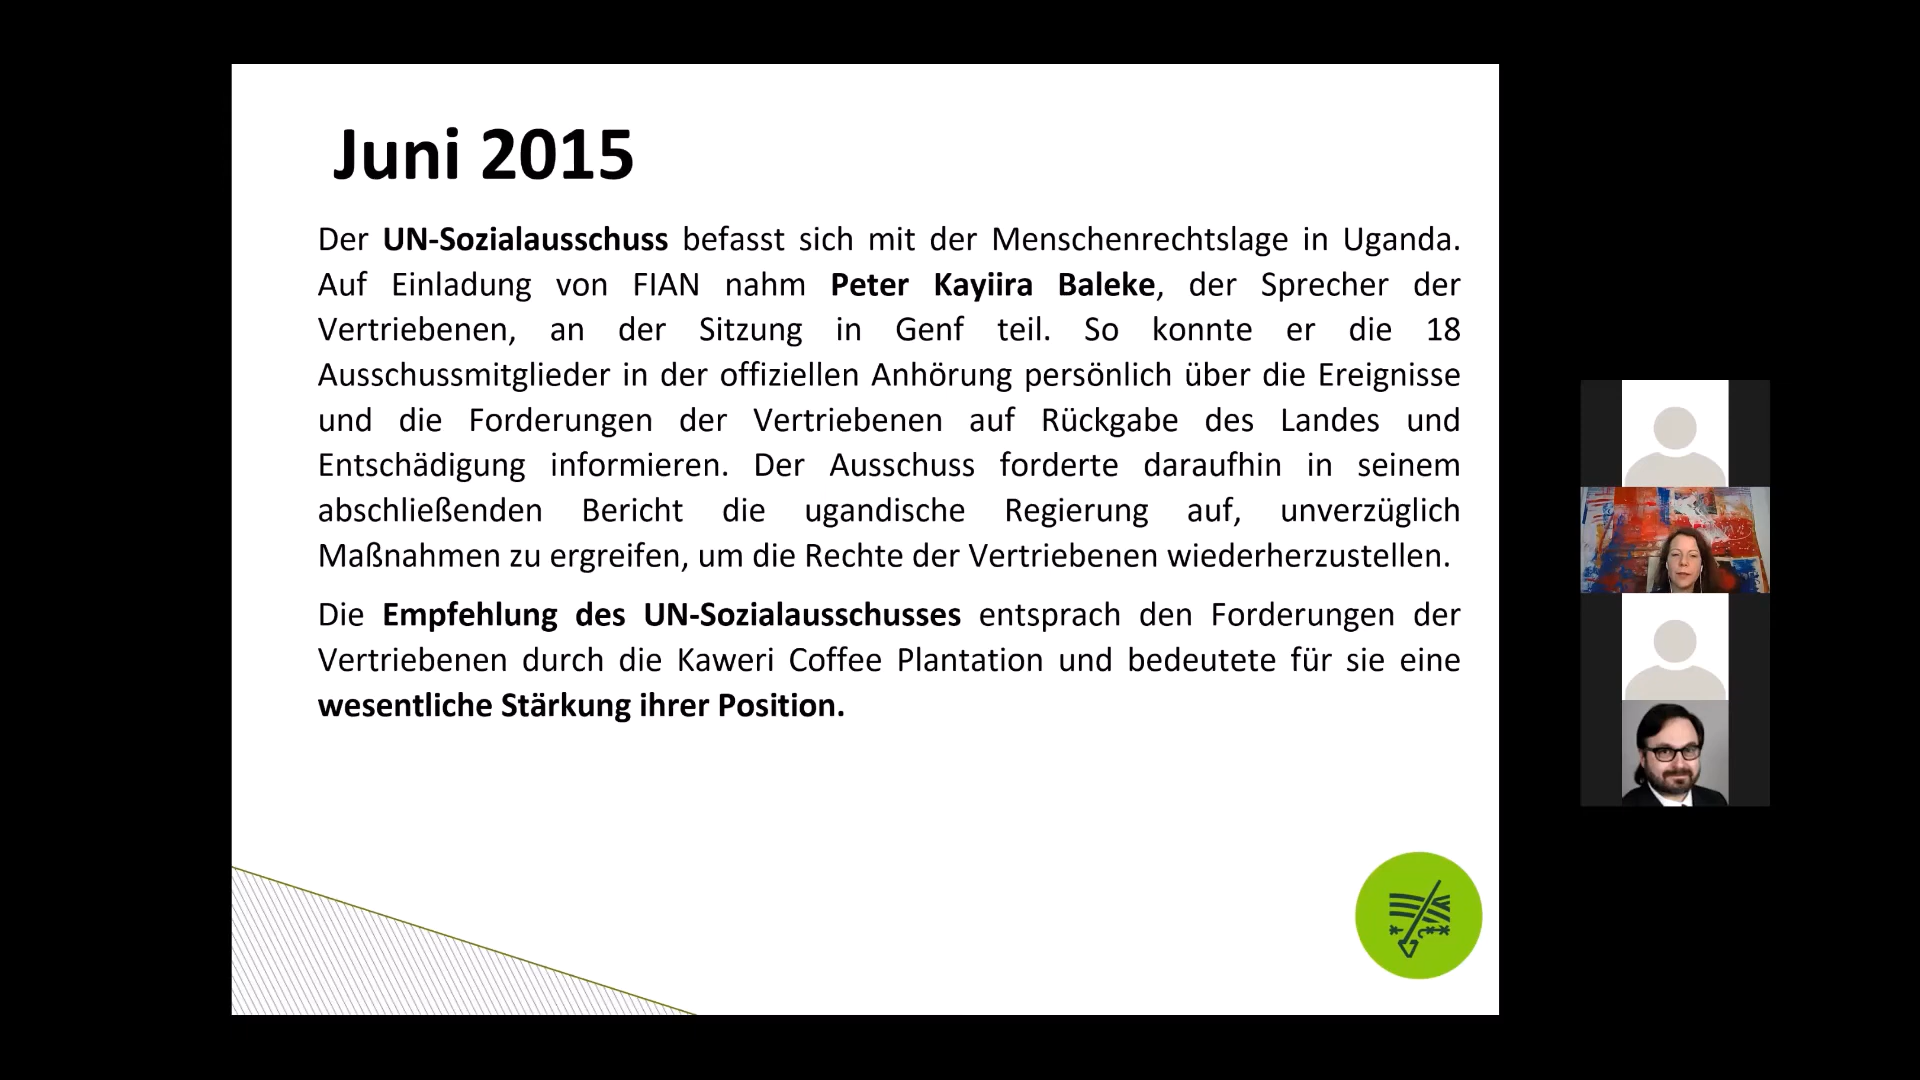 Juni 2015
Der UN-Sozialausschuss befasst sich mit der Menschenrechtslage in Uganda.
Auf Einladung von FIAN nahm Peter Kayiira Baleke, der Sprecher der
Vertriebenen, an der Sitzung in Genf teil. So konnte er die 18
Ausschussmitglieder in der offiziellen Anhörung persönlich über die Ereignisse
und die Forderungen der Vertriebenen auf Rückgabe des Landes und
Entschädigung informieren. Der Ausschuss forderte daraufhin in seinem
abschließenden Bericht die ugandische Regierung auf, unverzüglich
Maßnahmen zu ergreifen, um die Rechte der Vertriebenen wiederherzustellen.
Die Empfehlung des UN-Sozialausschusses entsprach den Forderungen der
Vertriebenen durch die Kaweri Coffee Plantation und bedeutete für sie eine
wesentliche Stärkung ihrer Position.